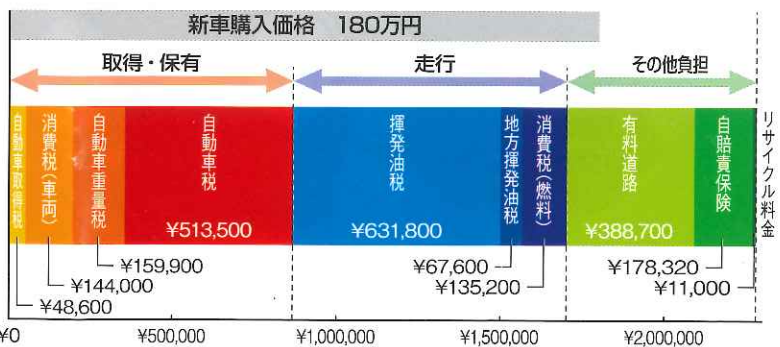 新車購入価格 180万円
取得・保有
走行
その他負担
自動車取得税
消費税(車両)
自動車重量税
自動車税
揮発油税
地方揮発油税
消費税(燃料)
有料道路
自賠責保険
リサイクル料金
¥513,500
¥631,800
¥388,700
¥159,900
¥67,600
¥178,320
¥144,000
¥135,200
¥11,000
¥48,600
¥0
¥500,000
¥1,000,000
¥1,500,000
¥2,000,000